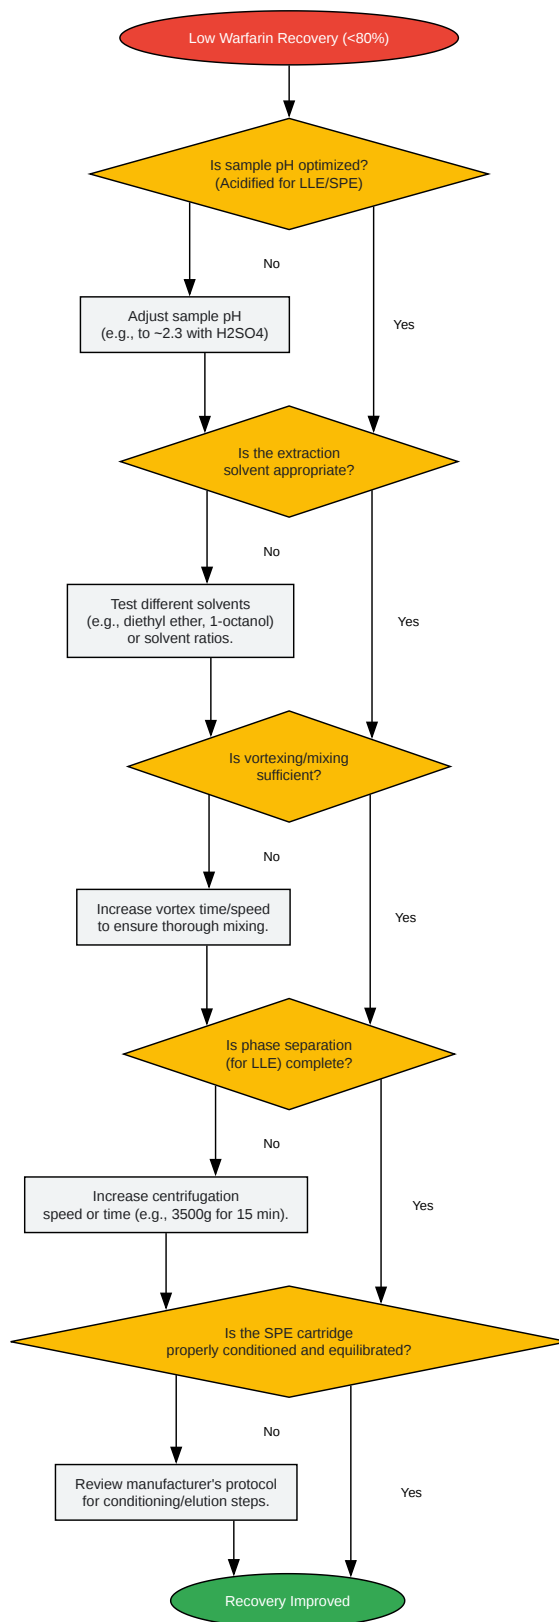 Low Warfarin Recovery (<80%)
Is sample pH optimized?
(Acidified for LLE/SPE)
No
Yes
Adjust sample pH
(e.g., to ~2.3 with H2SO4)
Is the extraction
solvent appropriate?
No
Yes
Test different solvents
(e.g., diethyl ether, 1-octanol)
or solvent ratios.
Is vortexing/mixing
sufficient?
No
Yes
Increase vortex time/speed
to ensure thorough mixing.
Is phase separation
(for LLE) complete?
No
Yes
Increase centrifugation
speed or time (e.g., 3500g for 15 min).
Is the SPE cartridge
properly conditioned and equilibrated?
No
Yes
Review manufacturer's protocol
for conditioning/elution steps.
Recovery Improved